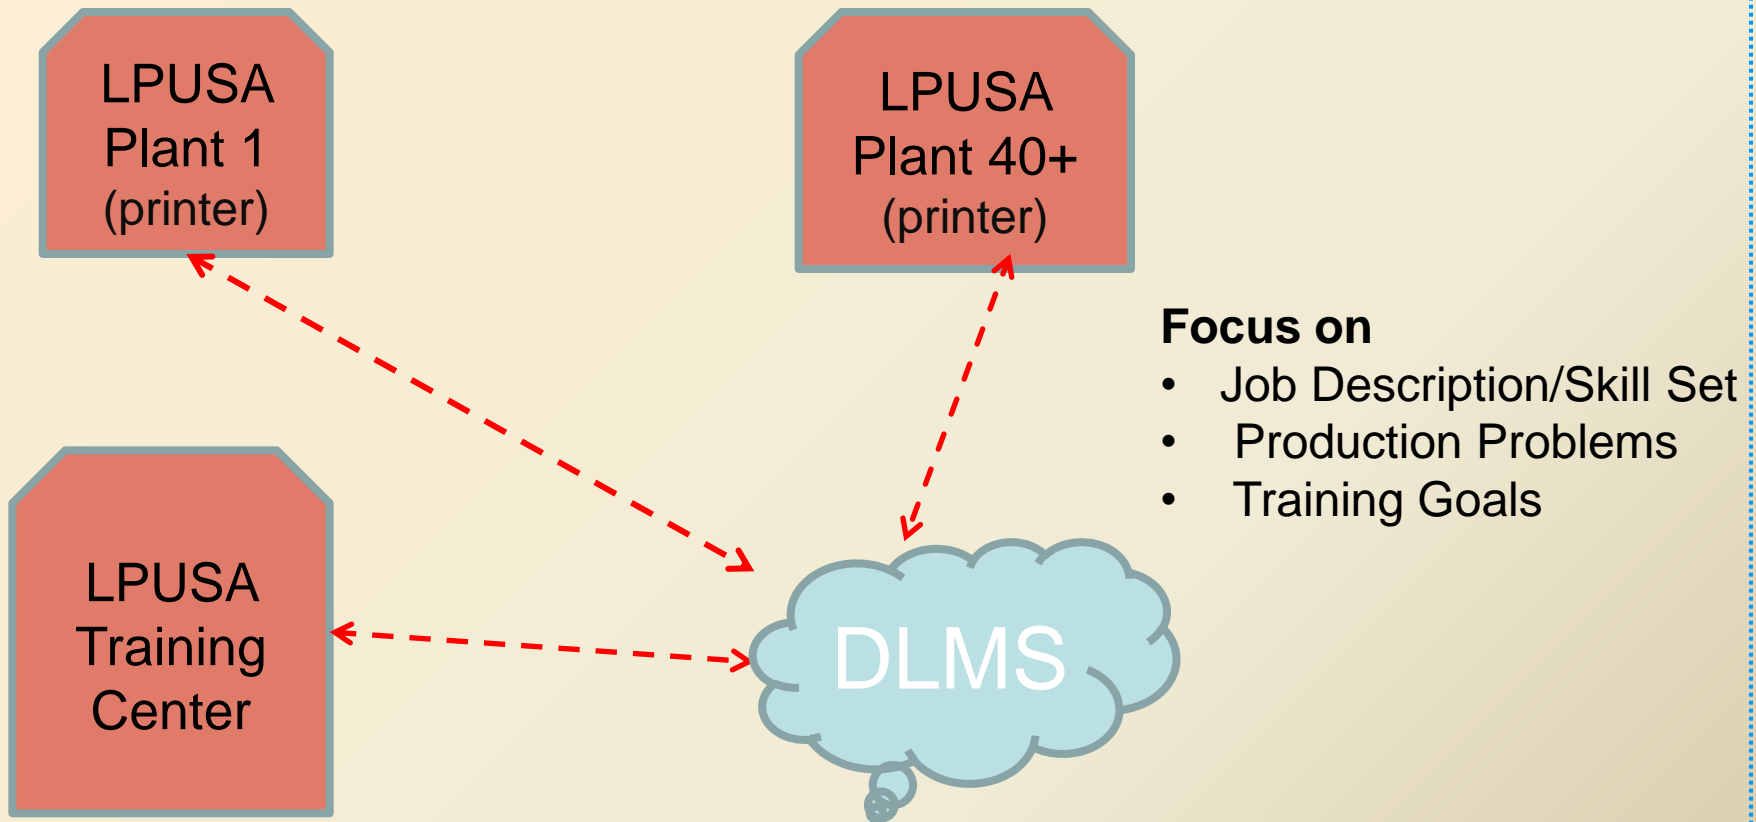 LPUSA
Plant 1
(printer)
LPUSA
Plant 40+
(printer)
Focus on
• Job Description/Skill Set
• Production Problems
• Training Goals
LPUSA
Training
Center
DLMS